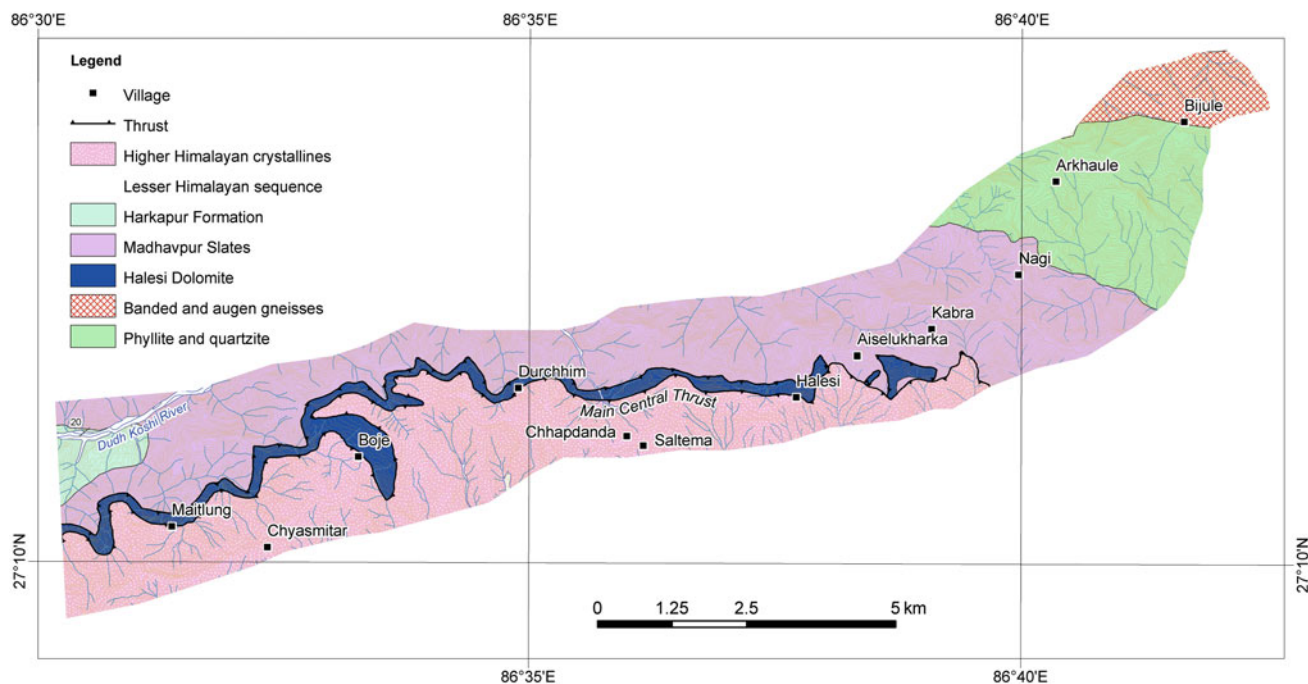 86°30'E 86°35'E 86°40'E
Legend
Village
Thrust
Higher Himalayan crystallines
Lesser Himalayan sequence
Harkapur Formation
Madhavpur Slates
Halesi Dolomite
Banded and augen gneisses
Phyllite and quartzite
Bijule
Arkhaule
Nagi
Kabra
Aiselukharka
Durchhim
Halesi
Main Central Thrust
20
Dudh Koshi River
Chhapdanda
Saltema
Boje
Maitlung
Chyasmitar
27°10'N
27°10'N
0 1.25 2.5 5 km
86°35'E 86°40'E